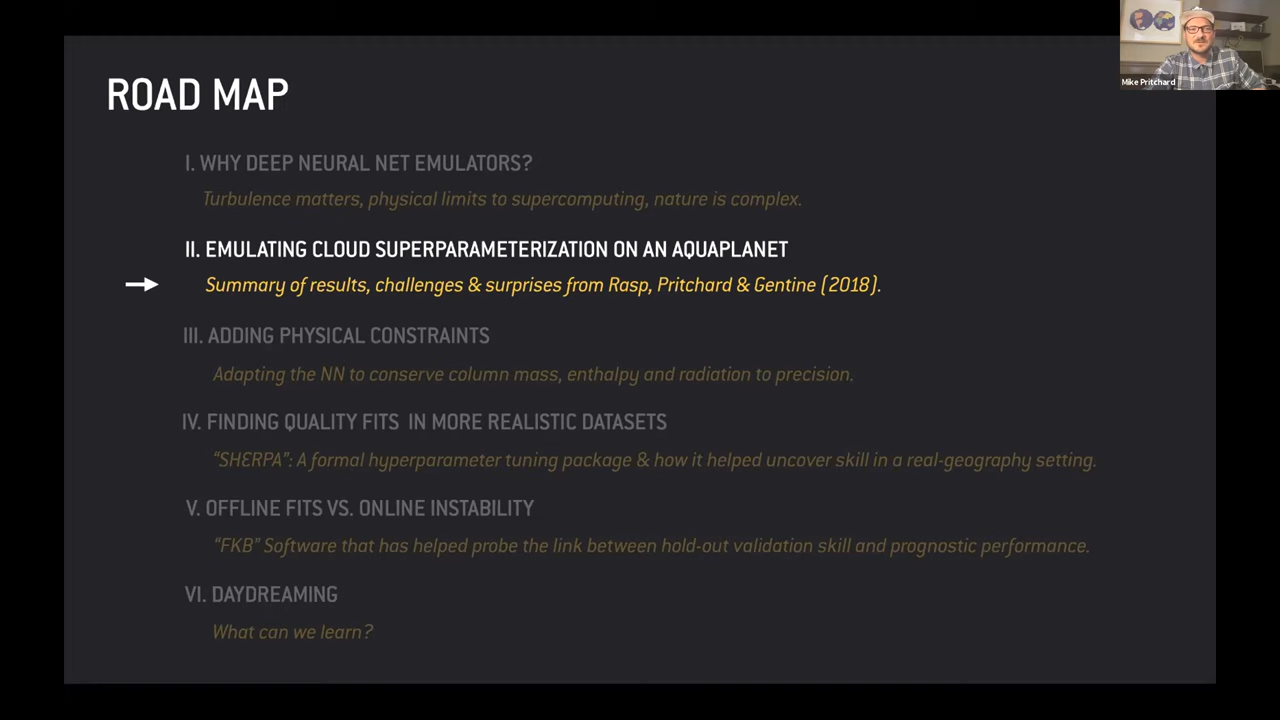 Mike Pritchard
ROAD MAP
I. WHY DEEP NEURAL NET EMULATORS?
Turbulence matters, physical limits to supercomputing, nature is complex.
II. EMULATING CLOUD SUPERPARAMETERIZATION ON AN AQUAPLANET
Summary of results, challenges & surprises from Rasp, Pritchard & Gentine (2018).
III. ADDING PHYSICAL CONSTRAINTS
Adapting the NN to conserve column mass, enthalpy and radiation to precision.
IV. FINDING QUALITY FITS IN MORE REALISTIC DATASETS
“SHERPA”: A formal hyperparameter tuning package & how it helped uncover skill in a real-geography setting.
V. OFFLINE FITS VS. ONLINE INSTABILITY
“FKB” Software that has helped probe the link between hold-out validation skill and prognostic performance.
VI. DAYDREAMING
What can we learn?